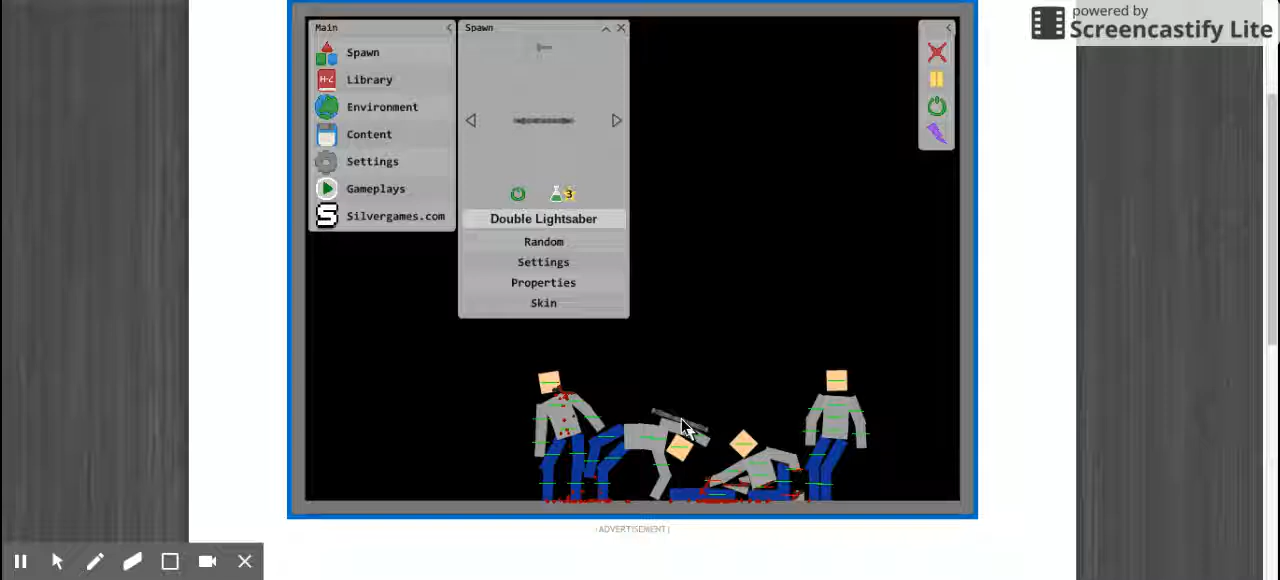 powered by
Screencastify Lite
Main
Spawn
Spawn
Library
H-Z
Environment
Content
Settings
Gameplays
S Silvergames.com
3
Double Lightsaber
Random
Settings
Properties
Skin
ADVERTISEMENT